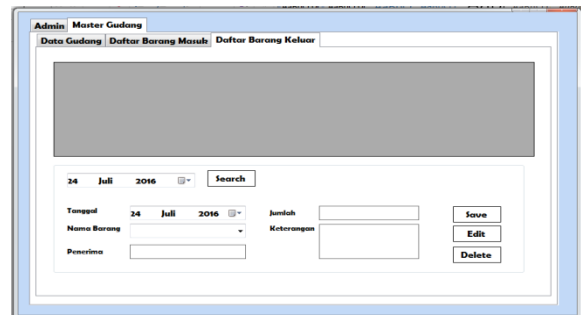 Admin Master Gudang
Data Gudang Daftar Barang Masuk Daftar Barang Keluar
24 Juli 2016 Search
Tanggal 24 Juli 2016 Jumlah Save
Nama Barang Keterangan Edit
Penerima Delete